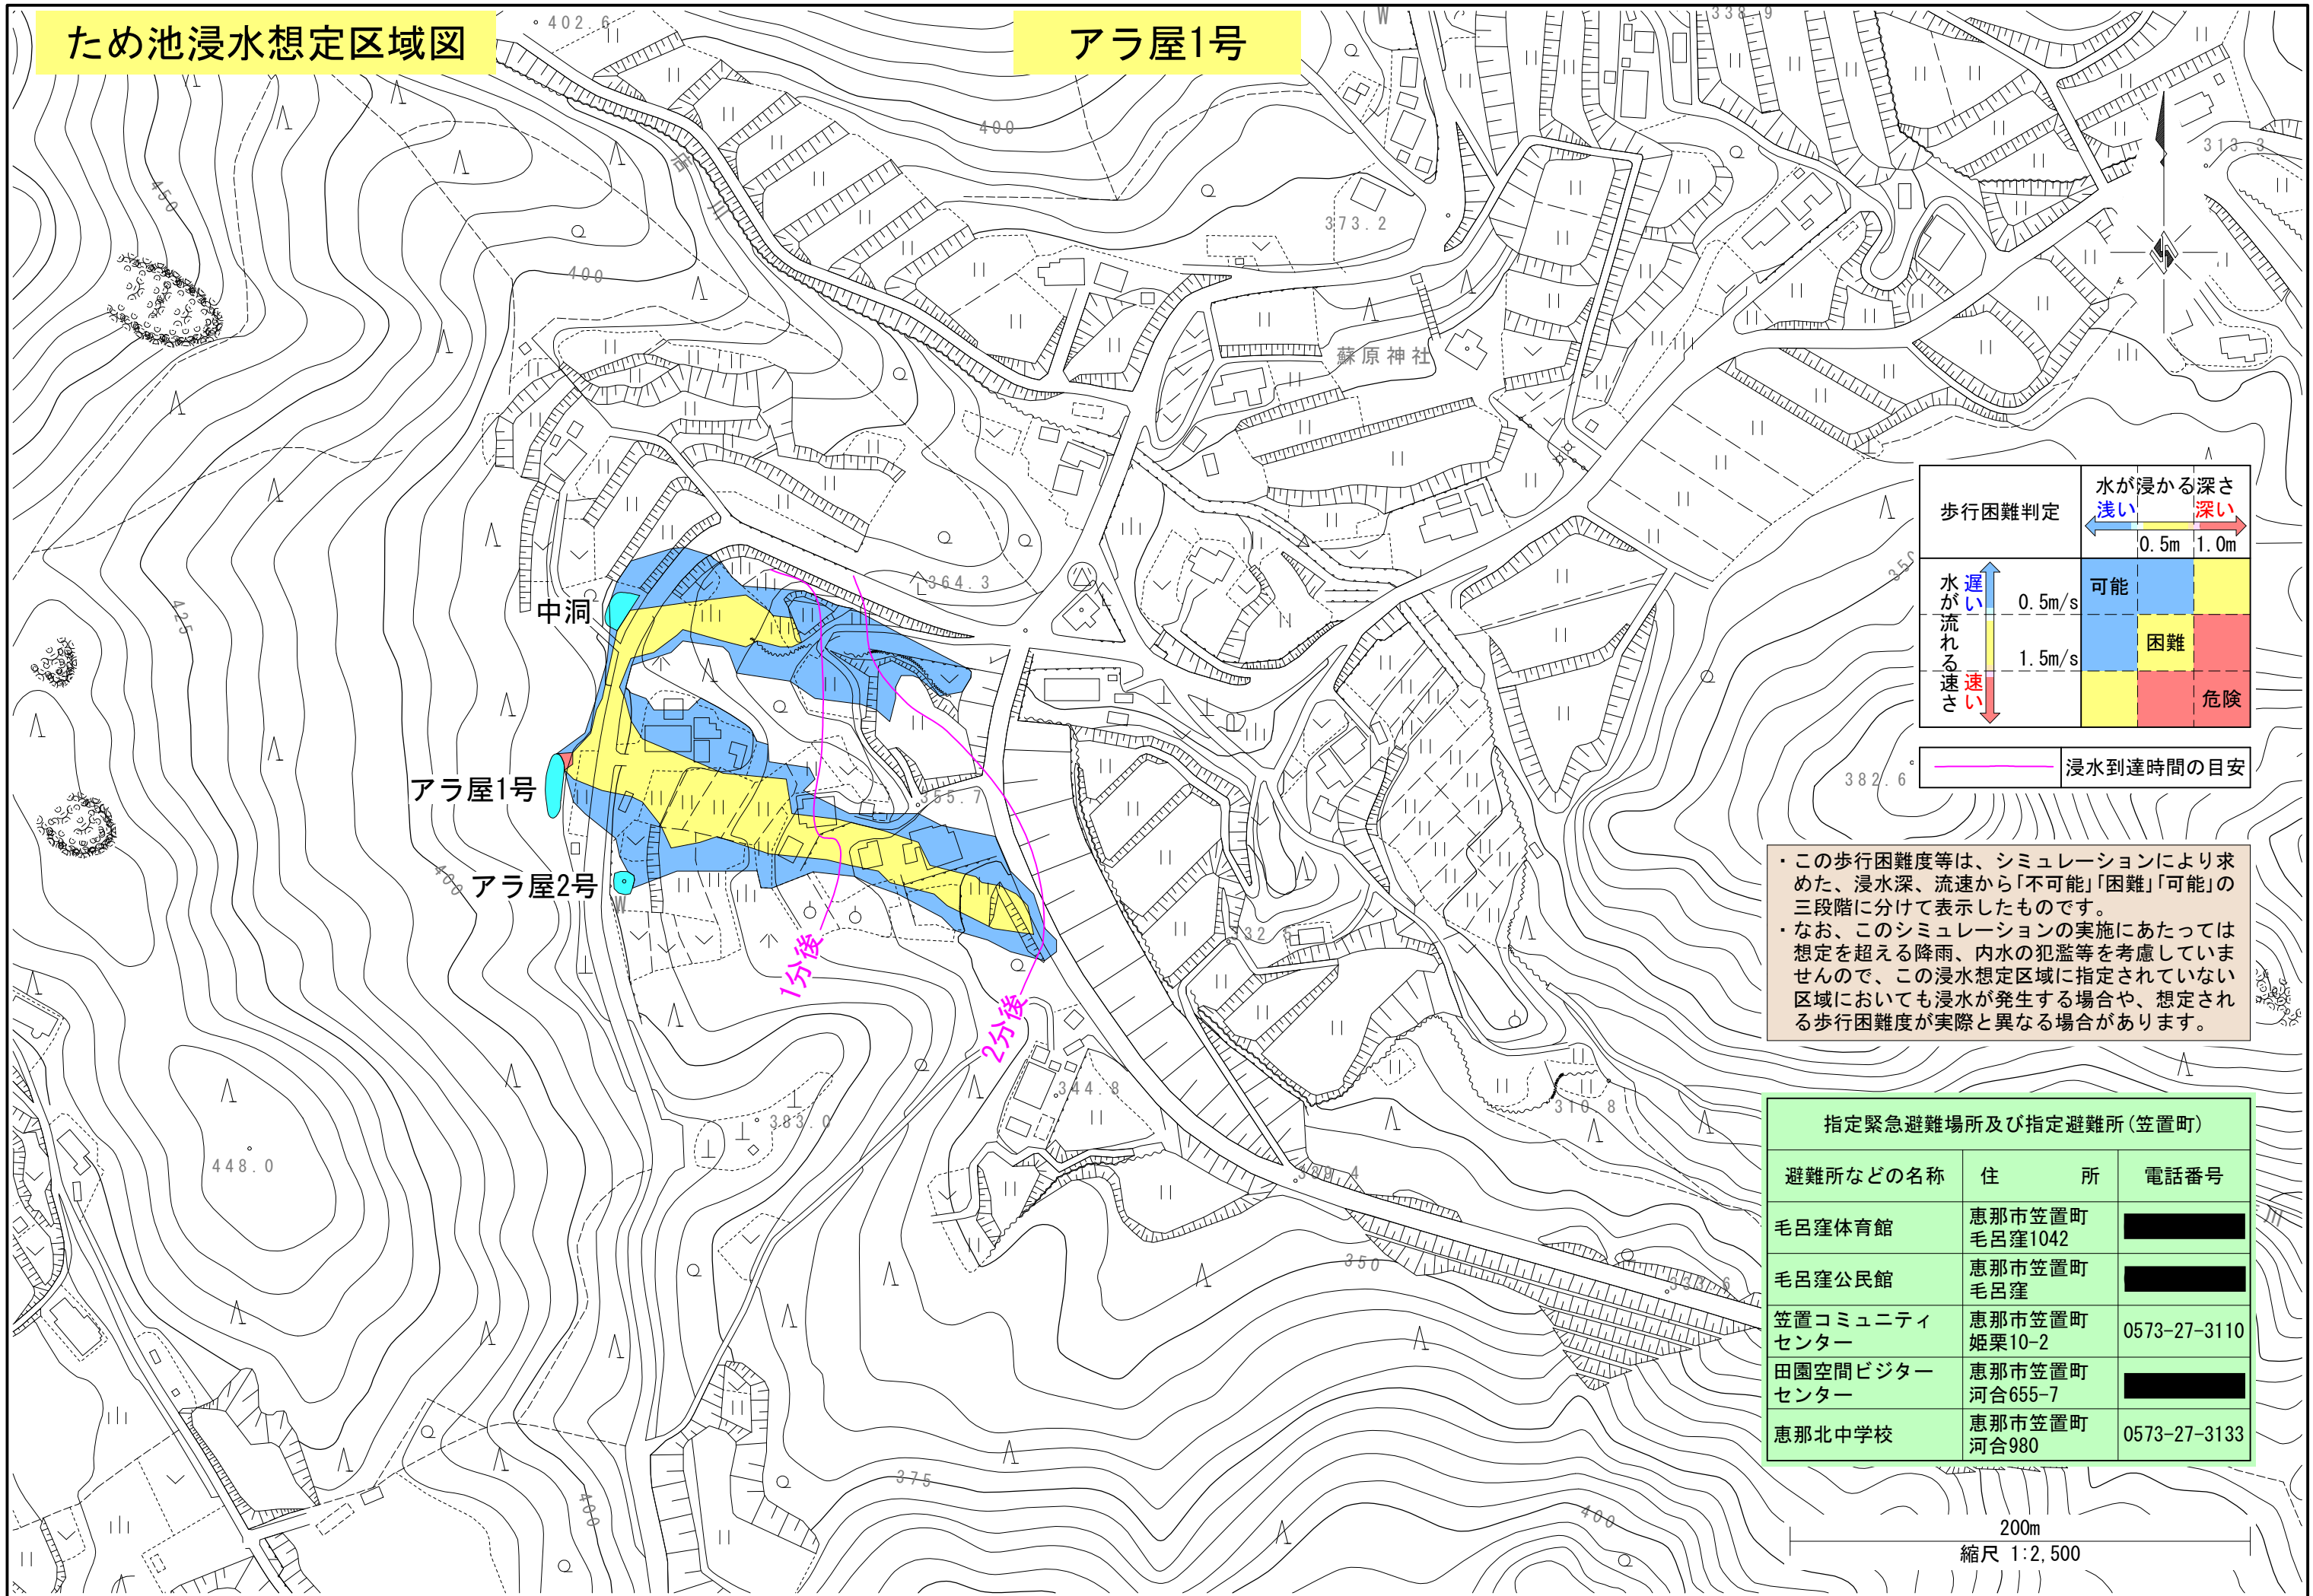 ため池浸水想定区域図
アラ屋1号
402.6
338.9
W
400
450
313.3
373.2
400
蘇原神社
歩行困難判定
水が浸かる深さ
浅い
深い
0.5m
1.0m
水が流れる速さ
遅い
速い
0.5m/s
1.5m/s
可能
困難
危険
浸水到達時間の目安
364.3
中洞
425
アラ屋1号
355.7
382.6
アラ屋2号
400
W
1分後
2分後
・この歩行困難度等は、シミュレーションにより求
めた、浸水深、流速から「不可能」「困難」「可能」の
三段階に分けて表示したものです。
・なお、このシミュレーションの実施にあたっては
想定を超える降雨、内水の氾濫等を考慮していま
せんので、この浸水想定区域に指定されていない
区域においても浸水が発生する場合や、想定され
る歩行困難度が実際と異なる場合があります。
344.8
310.8
383.0
448.0
350
375
400
400
指定緊急避難場所及び指定避難所(笠置町)
避難所などの名称 住 所 電話番号
毛呂窪体育館 恵那市笠置町
毛呂窪1042
毛呂窪公民館 恵那市笠置町
毛呂窪
笠置コミュニティ
センター 恵那市笠置町
姫栗10-2 0573-27-3110
田園空間ビジター
センター 恵那市笠置町
河合655-7
恵那北中学校 恵那市笠置町
河合980 0573-27-3133
200m
縮尺 1:2,500